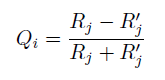 Q_i = \frac{R_j - R'_j}{R_j + R'_j}